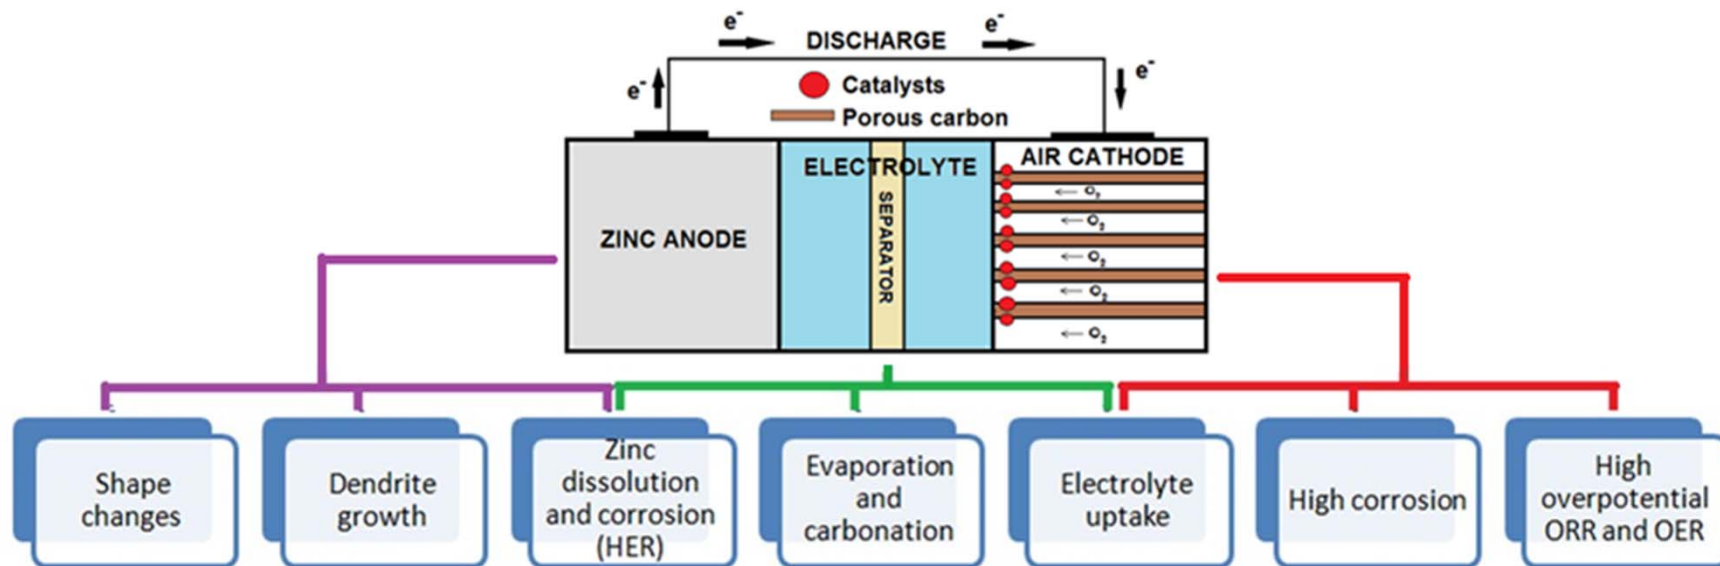 e-
e-
DISCHARGE
e-
e-
Catalysts
Porous carbon
ZINC ANODE
ELECTROLYTE
SEPARATOR
AIR CATHODE
← O2
← O2
← O2
← O2
← O2
Shape
changes
Dendrite
growth
Zinc
dissolution
and corrosion
(HER)
Evaporation
and
carbonation
Electrolyte
uptake
High corrosion
High
overpotential
ORR and OER